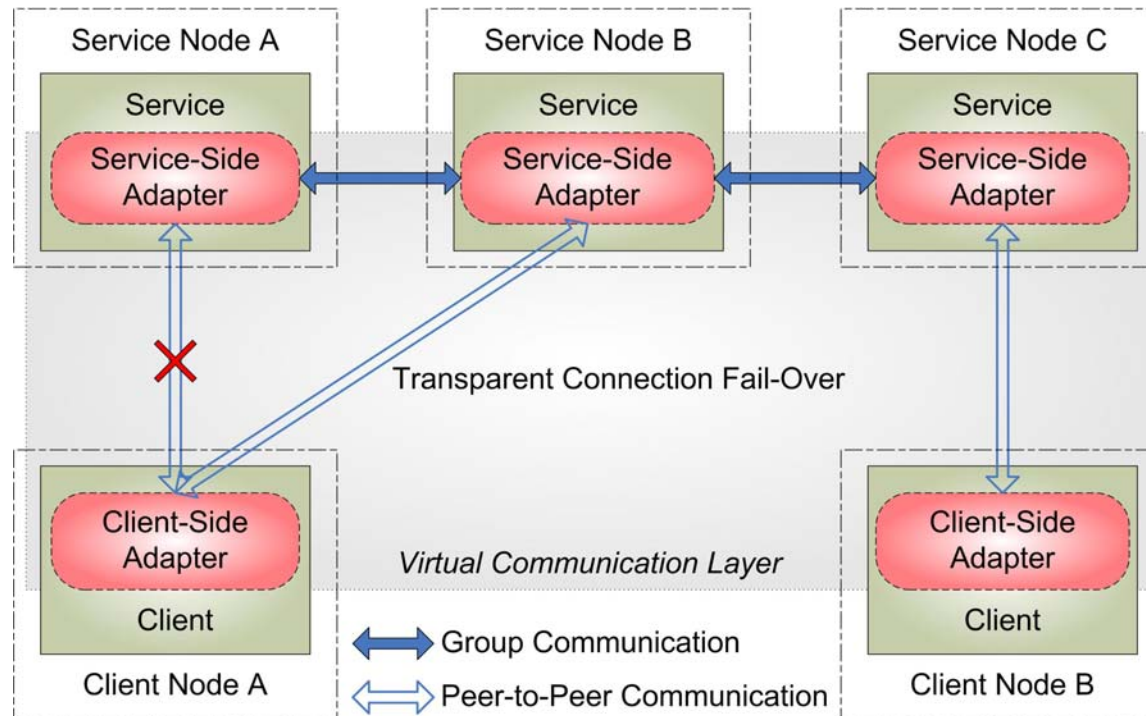 Service Node A
Service Node B
Service Node C
Service
Service
Service
Service-Side
Adapter
Service-Side
Adapter
Service-Side
Adapter
Transparent Connection Fail-Over
Client-Side
Adapter
Client-Side
Adapter
Virtual Communication Layer
Client
Client
Group Communication
Client Node A
Client Node B
Peer-to-Peer Communication